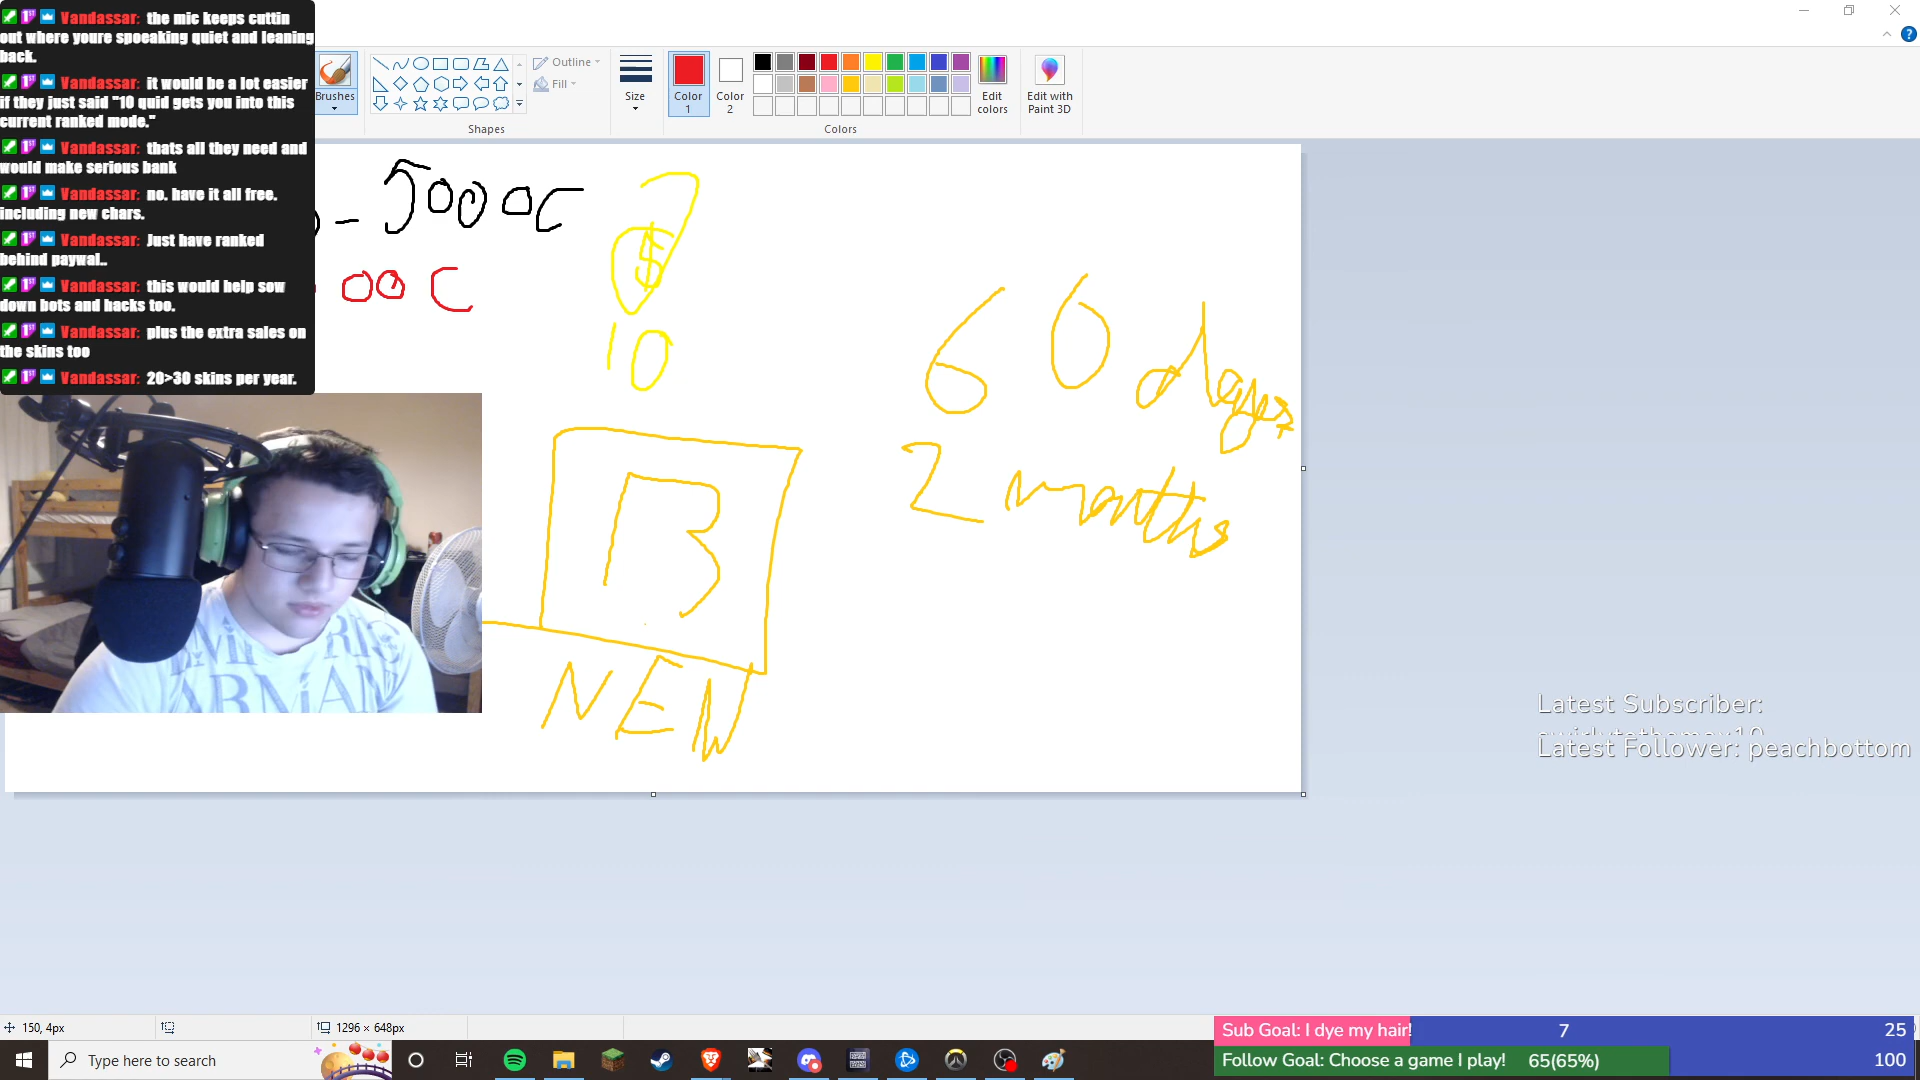 Vandassar: the mic keeps cuttin
out where youre spoeaking quiet and leaning
back.
Vandassar: it would be a lot easier
if they just said "10 quid gets you into this
current ranked mode."
Vandassar: thats all they need and
would make serious bank
Vandassar: no. have it all free.
including new chars.
Vandassar: Just have ranked
behind paywal..
Vandassar: this would help sow
down bots and hacks too.
Vandassar: plus the extra sales on
the skins too
Vandassar: 20>30 skins per year.
Brushes
Outline
Fill
Shapes
Size
Color
1
Color
2
Edit
colors
Colors
Edit with
Paint 3D
- 500 OC
00 C
$
10
60 days
2 months
B
NEW
ARMANI
Latest Subscriber:
Latest Follower: peachbottom
150, 4px
1296 × 648px
Sub Goal: I dye my hair! 7 25
Type here to search
Follow Goal: Choose a game I play! 65(65%) 100